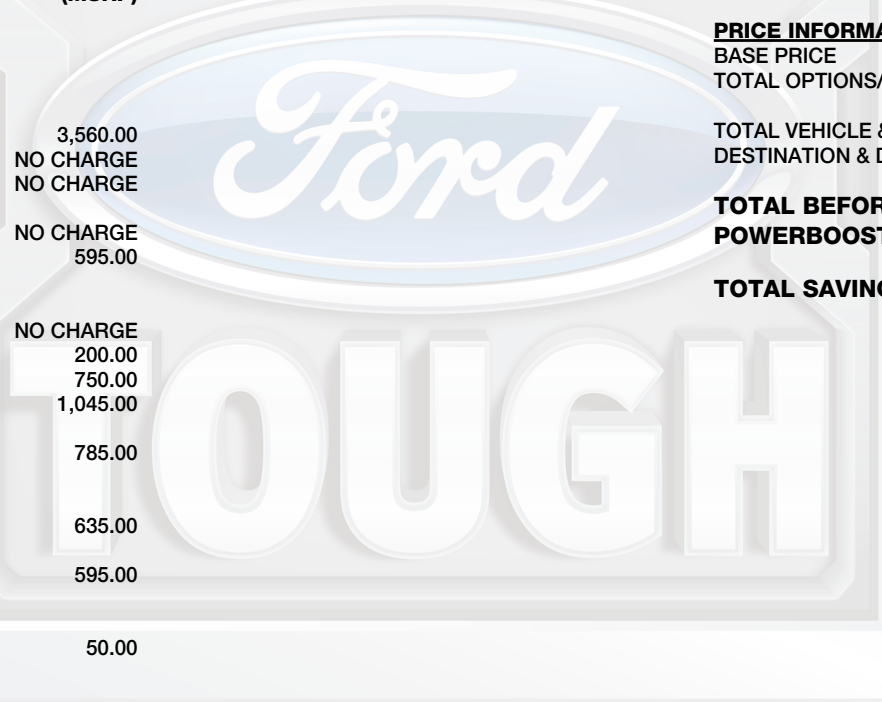 (MSRP)
3,560.00
NO CHARGE
NO CHARGE
NO CHARGE
595.00
NO CHARGE
200.00
750.00
1,045.00
785.00
635.00
595.00
50.00
Ford
TOUGH
PRICE INFORMA
BASE PRICE
TOTAL OPTIONS/
TOTAL VEHICLE &
DESTINATION & D
TOTAL BEFOR
POWERBOOST
TOTAL SAVING